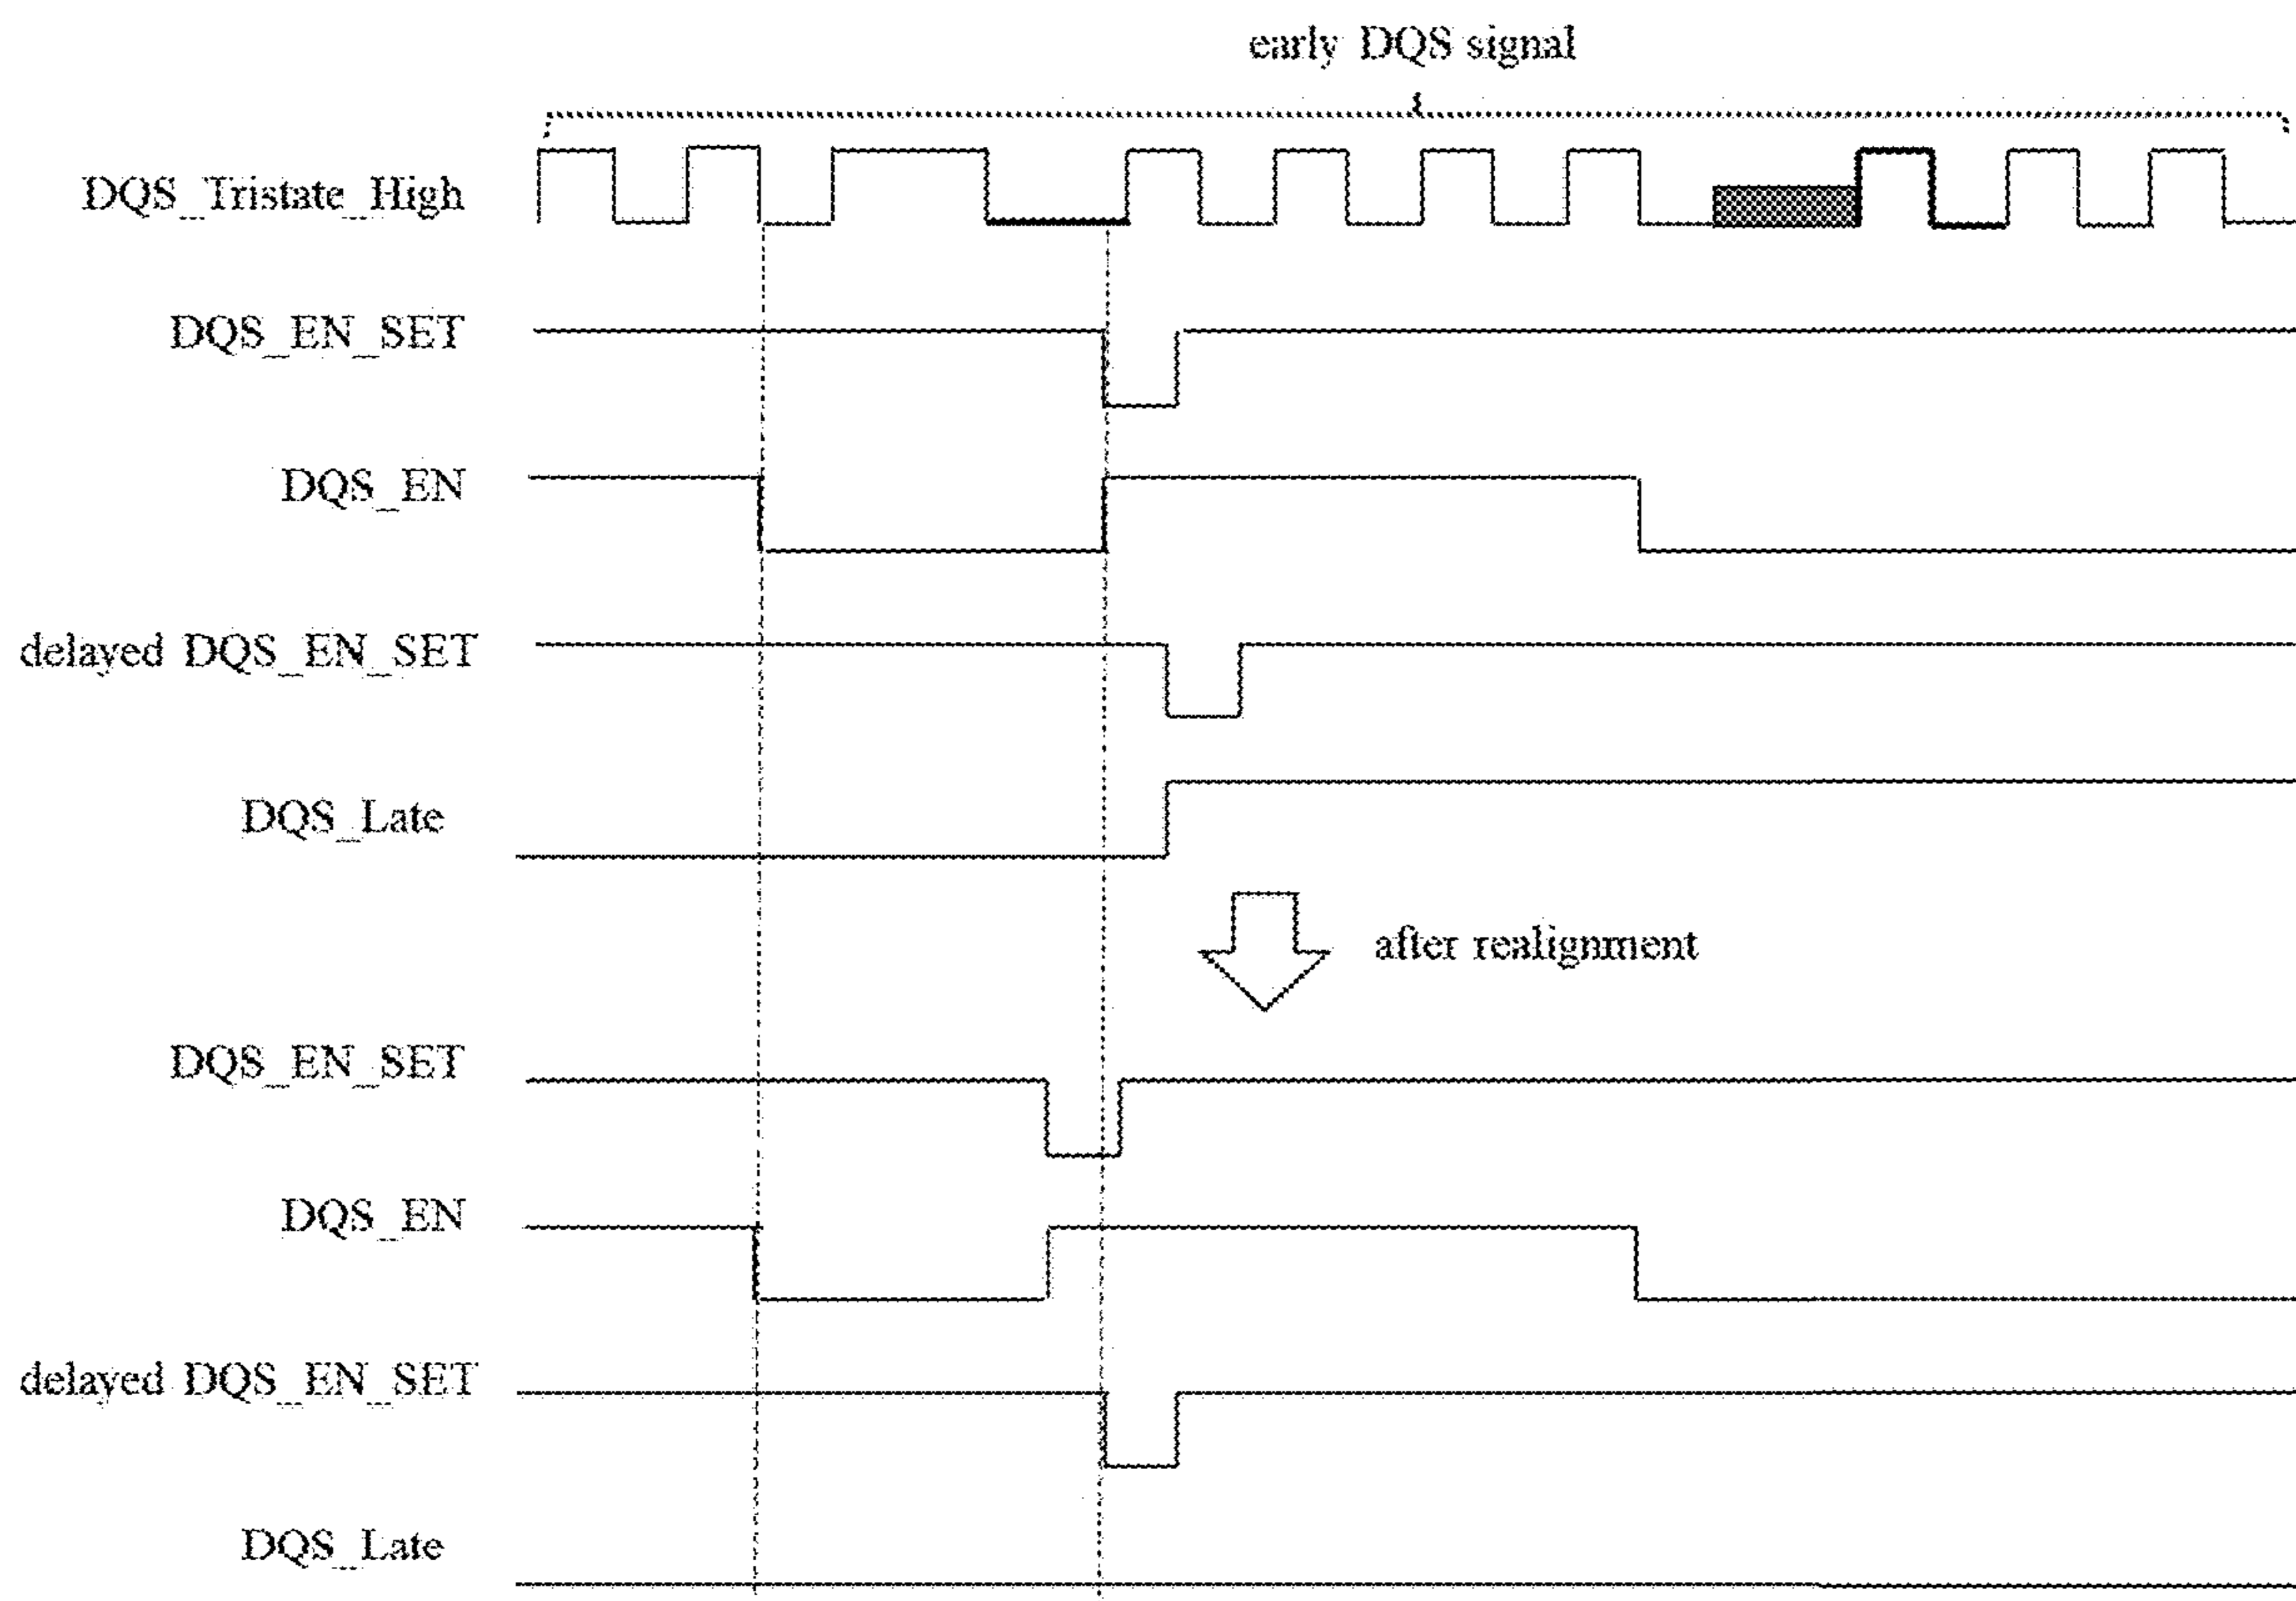 early DQS signal
DQS_Tristate_High
DQS_EN_SET
DQS_EN
delayed DQS_EN_SET
DQS_Late
after realignment
DQS_EN_SET
DQS_EN
delayed DQS_EN_SET
DQS_Late